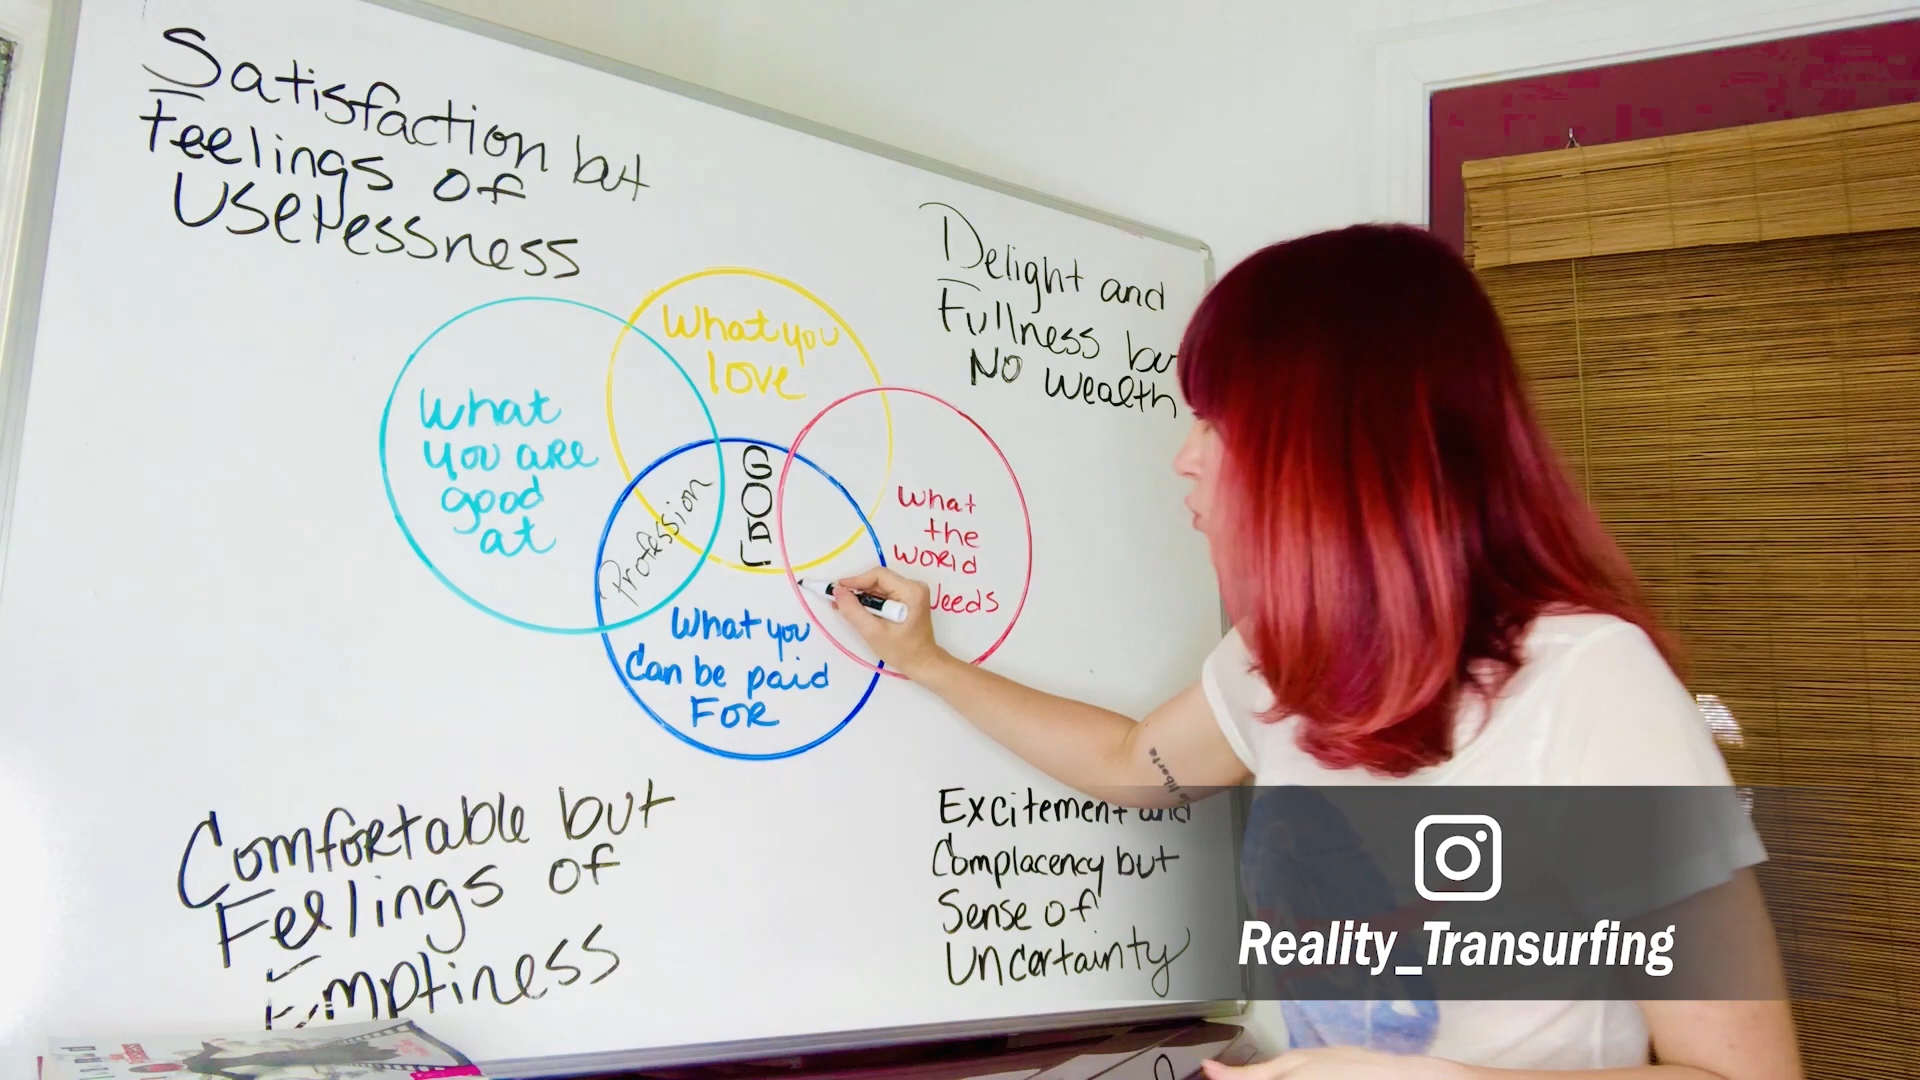 Satisfaction but
Feelings of
Uselessness
Delight and
Fullness bu
No wealth
What you
love
What
you are
good
at
GOAL
Profession
What
the
world
Needs
What you
Can be paid
For
Comfortable but
Feelings of
Emptiness
Excitement and
Complacency but
Sense of
Uncertainty
Reality_Transurfing